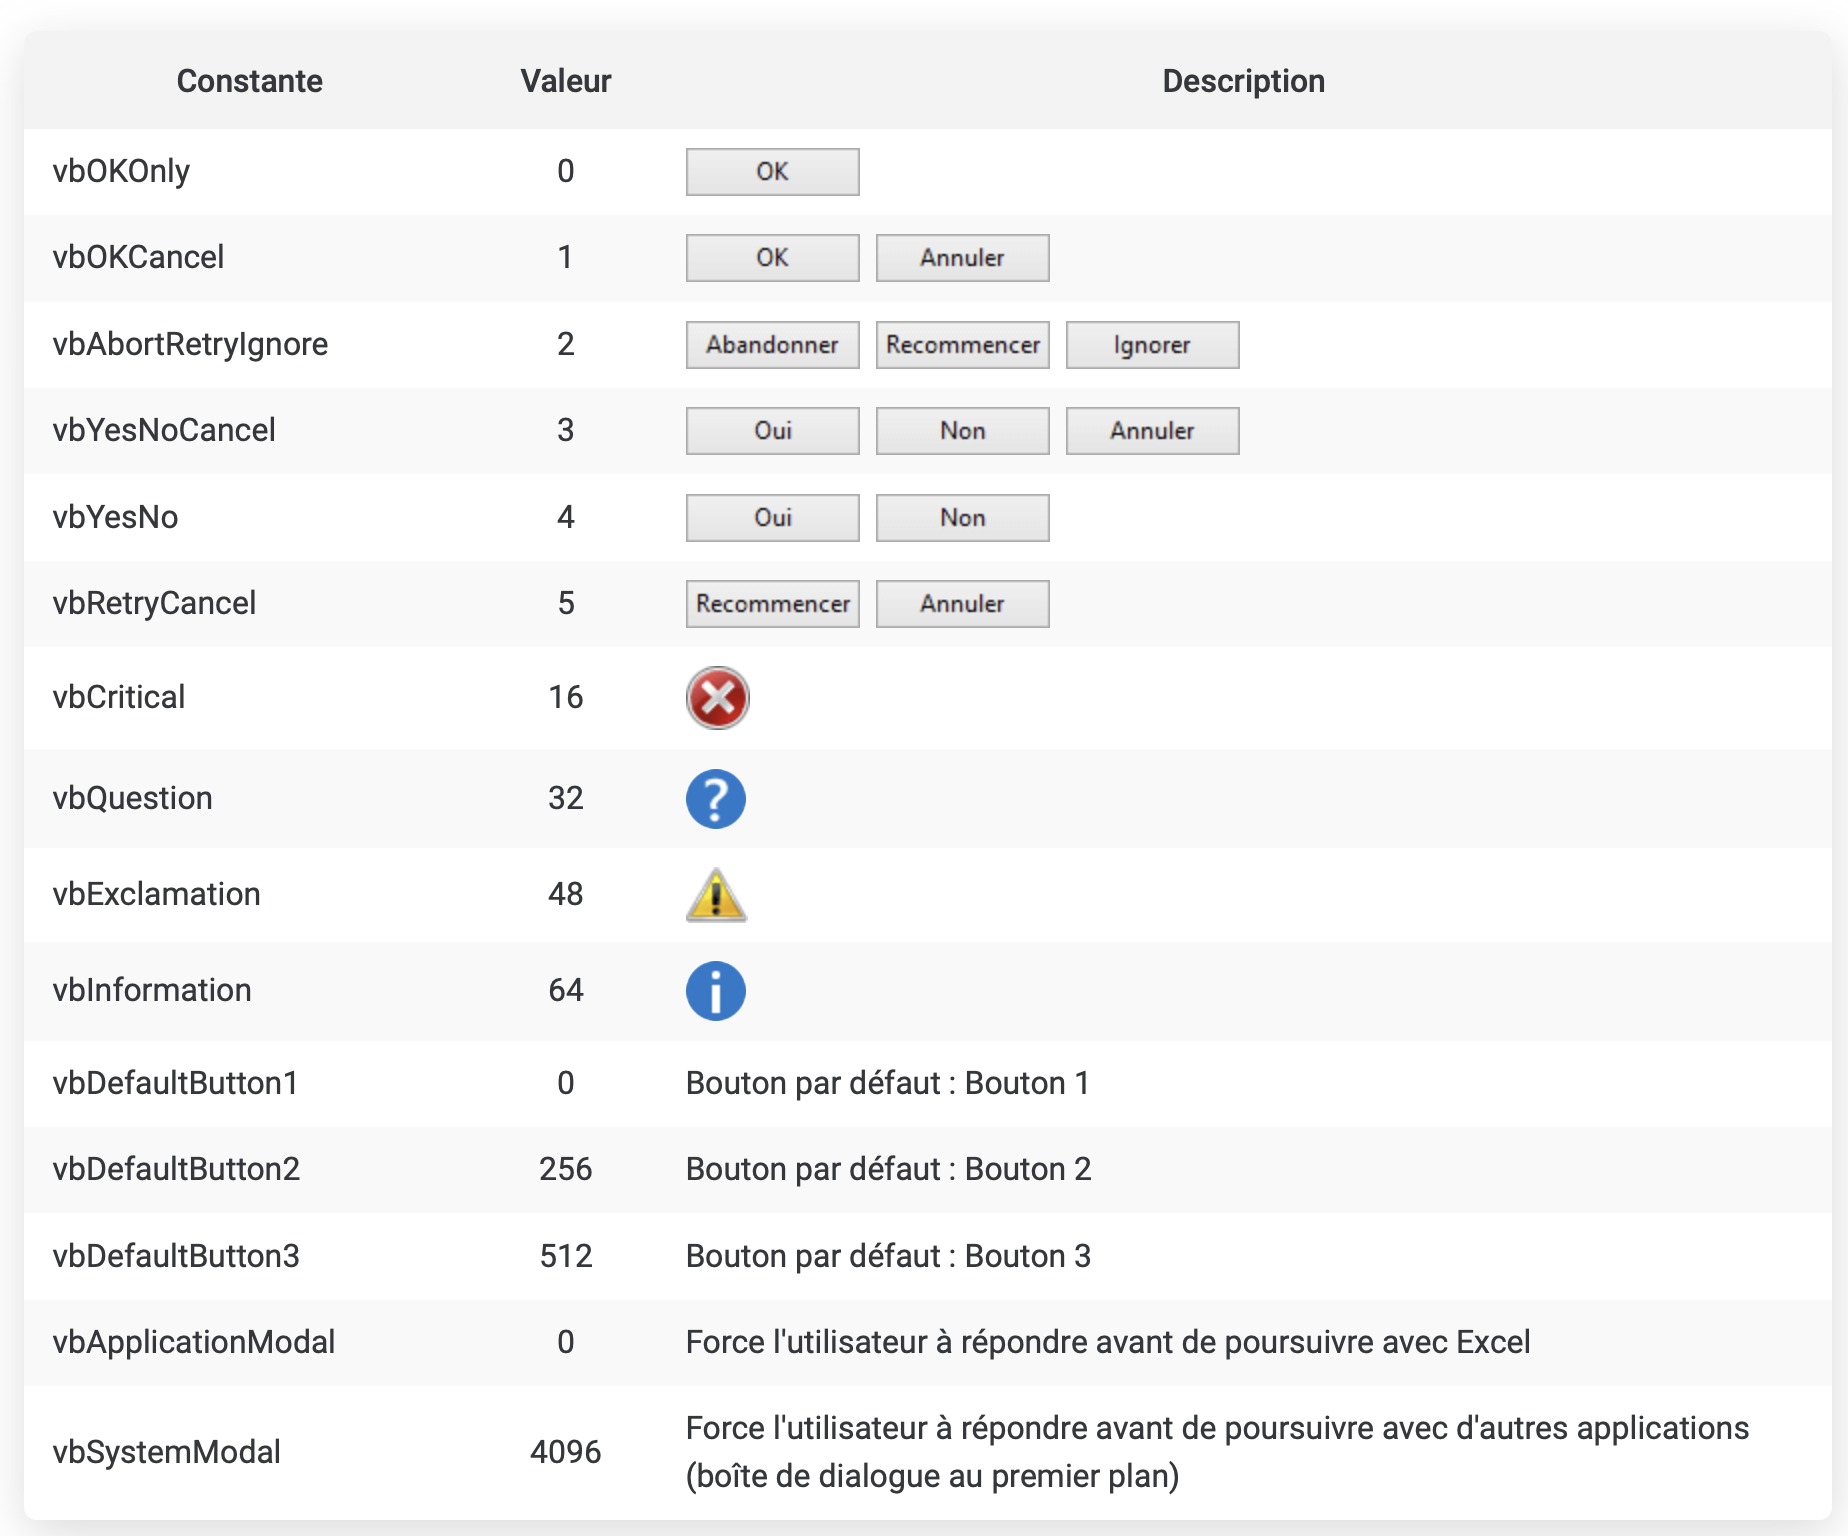 Constante Valeur Description
vbOKOnly 0 OK
vbOKCancel 1 OK Annuler
vbAbortRetryIgnore 2 Abandonner Recommencer Ignorer
vbYesNoCancel 3 Oui Non Annuler
vbYesNo 4 Oui Non
vbRetryCancel 5 Recommencer Annuler
vbCritical 16
vbQuestion 32
vbExclamation 48
vbInformation 64
vbDefaultButton1 0 Bouton par défaut : Bouton 1
vbDefaultButton2 256 Bouton par défaut : Bouton 2
vbDefaultButton3 512 Bouton par défaut : Bouton 3
vbApplicationModal 0 Force l'utilisateur à répondre avant de poursuivre avec Excel
vbSystemModal 4096 Force l'utilisateur à répondre avant de poursuivre avec d'autres applications
(boîte de dialogue au premier plan)